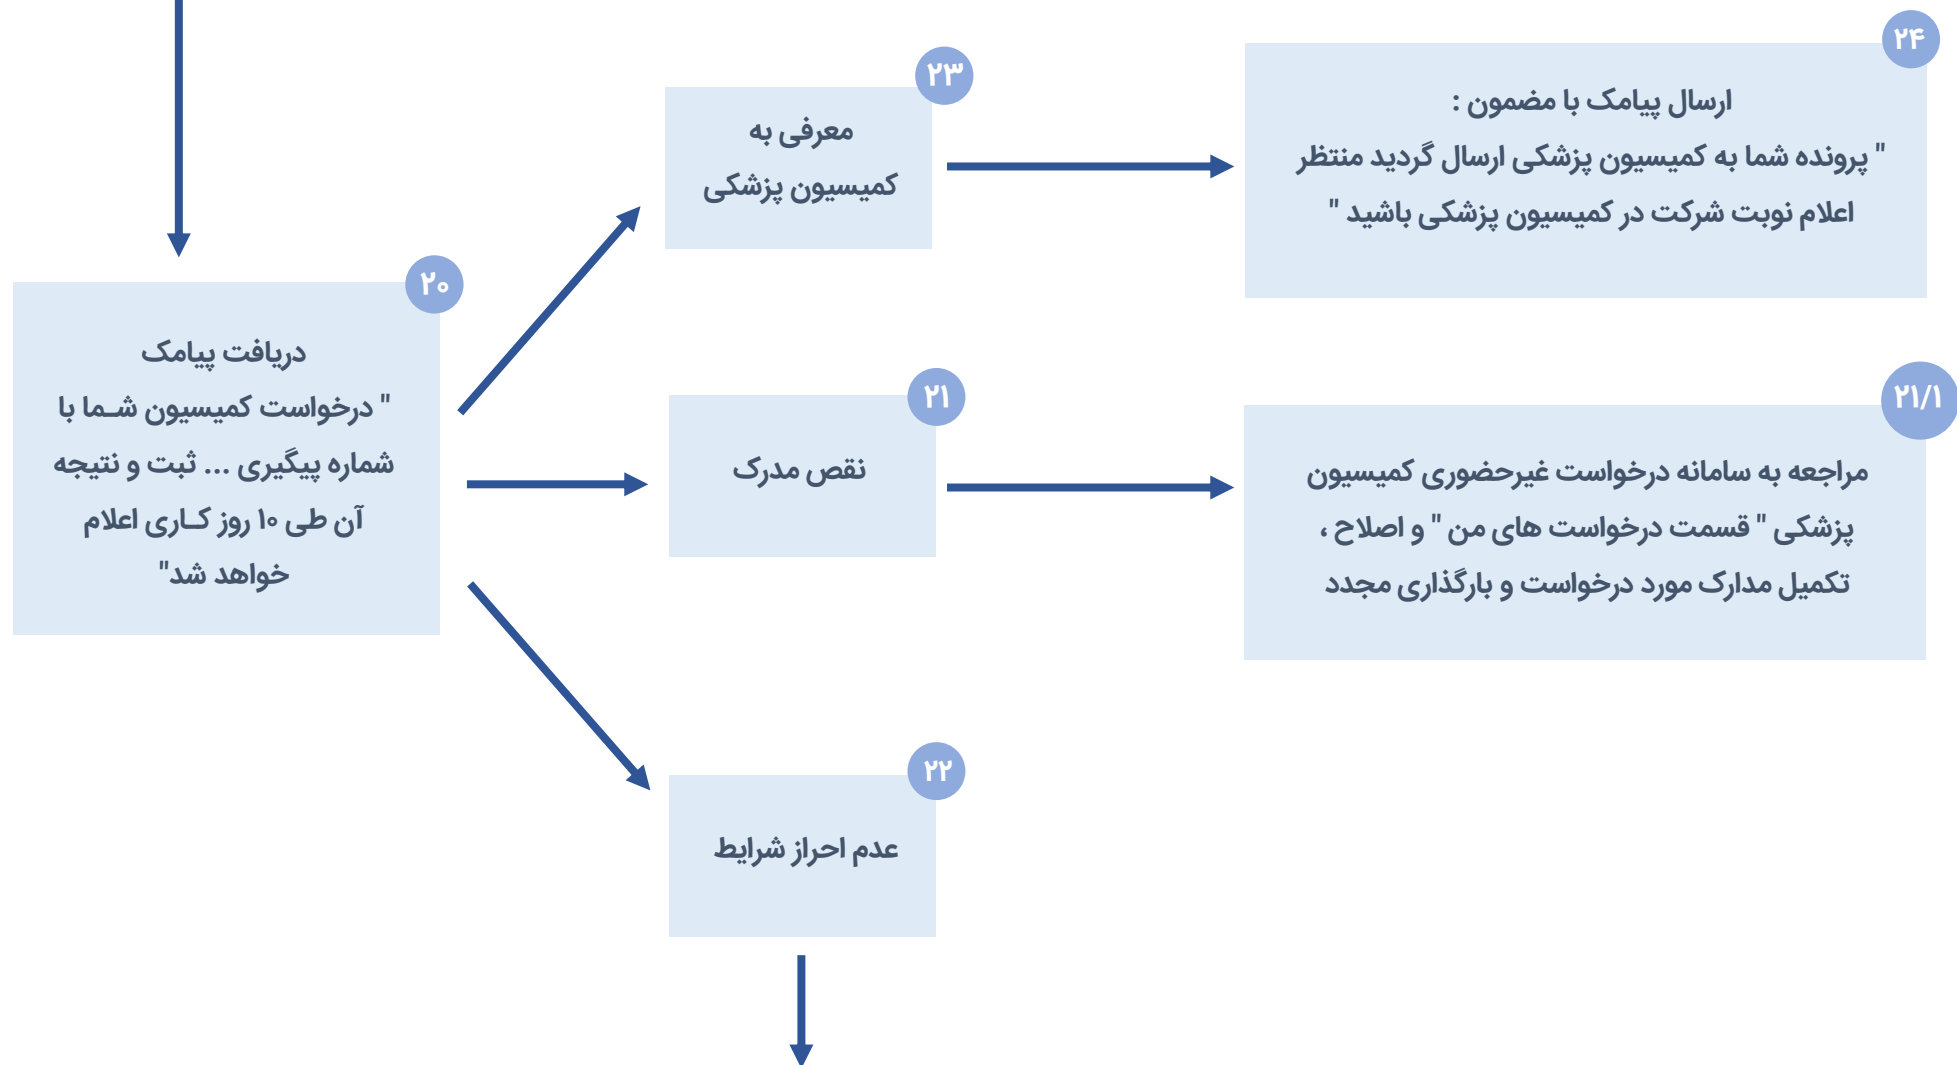 ۲۰
دریافت پیامک
" درخواست کمیسیون شـما با
شماره پیگیری ... ثبت و نتیجه
آن طی ۱۰ روز کـاری اعلام
خواهد شد"
۲۳
معرفی به
کمیسیون پزشکی
۲۴
ارسال پیامک با مضمون :
" پرونده شما به کمیسیون پزشکی ارسال گردید منتظر
اعلام نوبت شرکت در کمیسیون پزشکی باشید "
۲۱
نقص مدرک
۲۱/۱
مراجعه به سامانه درخواست غیرحضوری کمیسیون
پزشکی " قسمت درخواست های من " و اصلاح ،
تکمیل مدارک مورد درخواست و بارگذاری مجدد
۲۲
عدم احراز شرایط